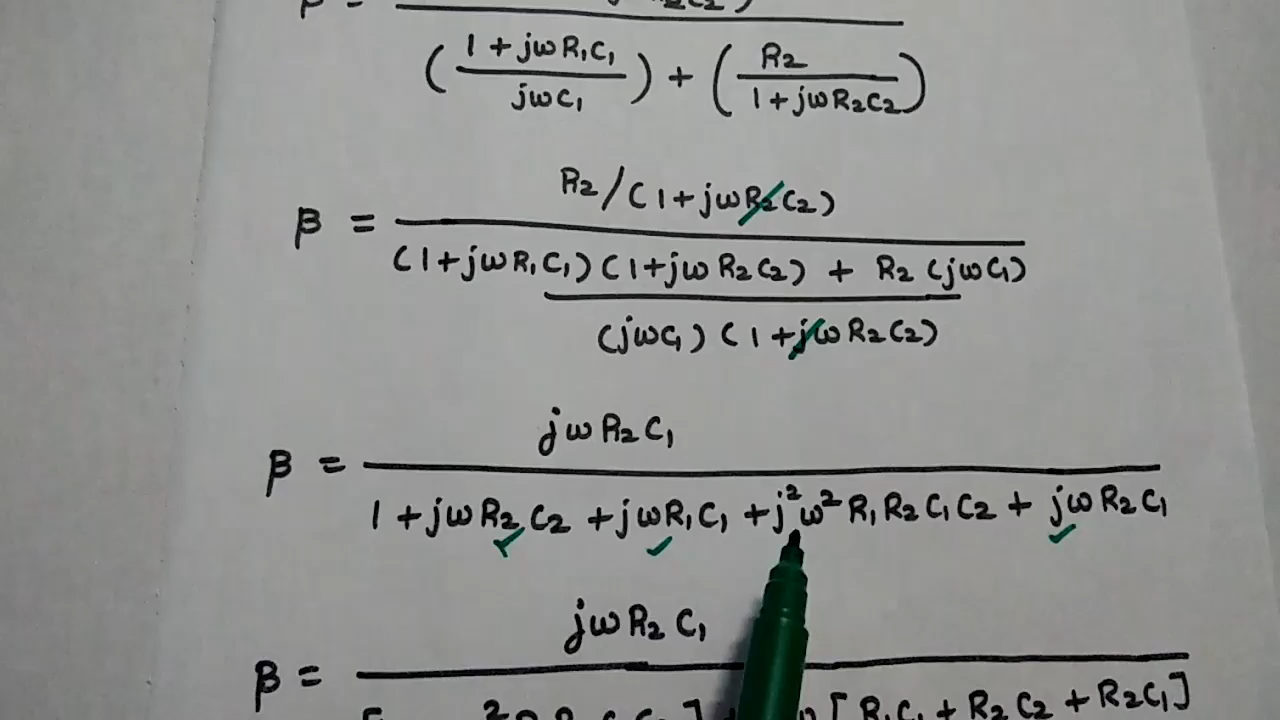 (1+jωR₁C₁ / jωC₁) + (R₂ / 1+jωR₂C₂)
β = R₂/(1+jωR₂C₂)
(1+jωR₁C₁)(1+jωR₂C₂) + R₂(jωC₁)
(jωC₁)(1+jωR₂C₂)
jωR₂C₁
β =
1+jωR₂C₂+jωR₁C₁+j²ω²R₁R₂C₁C₂+jωR₂C₁
jωR₂C₁
β =
[R₁C₁+R₂C₂+R₂C₁]